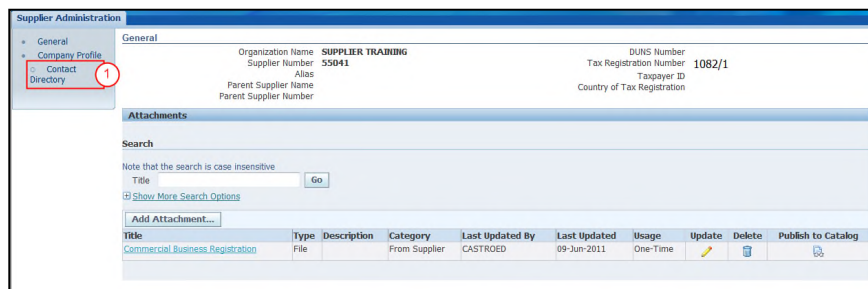 Supplier Administration
General
Company Profile
Contact
Directory
1
General
Organization Name SUPPLIER TRAINING
Supplier Number 55041
Alias
Parent Supplier Name
Parent Supplier Number
DUNS Number
Tax Registration Number 1082/1
Taxpayer ID
Country of Tax Registration
Attachments
Search
Note that the search is case insensitive
Title Go
Show More Search Options
Add Attachment...
Title Type Description Category Last Updated By Last Updated Usage Update Delete Publish to Catalog
Commercial Business Registration File From Supplier CASTROED 09-Jun-2011 One-Time